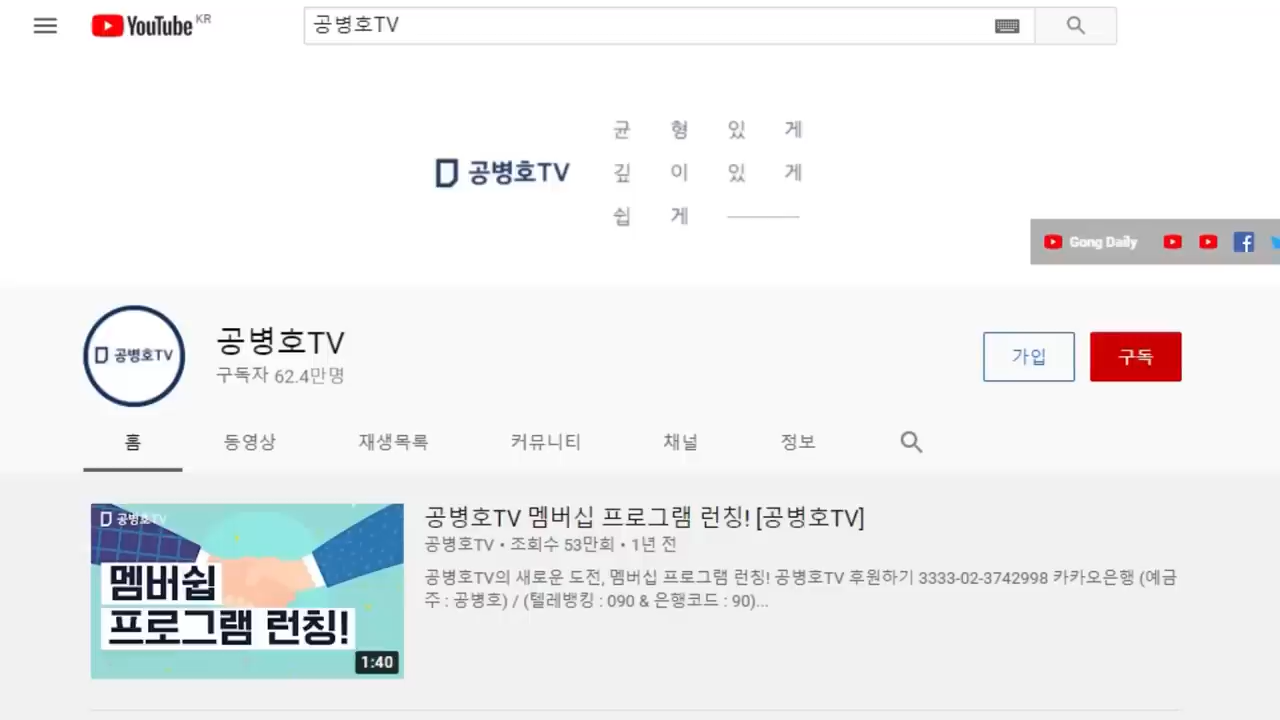 YouTube KR
공병호TV
균 형 있 게
공병호TV
깊 이 있 게
쉽 게
Gong Daily
공병호TV
공병호TV
구독자 62.4만명
가입
구독
홈
동영상
재생목록
커뮤니티
채널
정보
공병호TV
멤버쉽
프로그램 런칭!
1:40
공병호TV 멤버십 프로그램 런칭! [공병호TV]
공병호TV • 조회수 53만회 • 1년 전
공병호TV의 새로운 도전, 멤버십 프로그램 런칭! 공병호TV 후원하기 3333-02-3742998 카카오은행 (예금
주 : 공병호) / (텔레뱅킹 : 090 & 은행코드 : 90)...